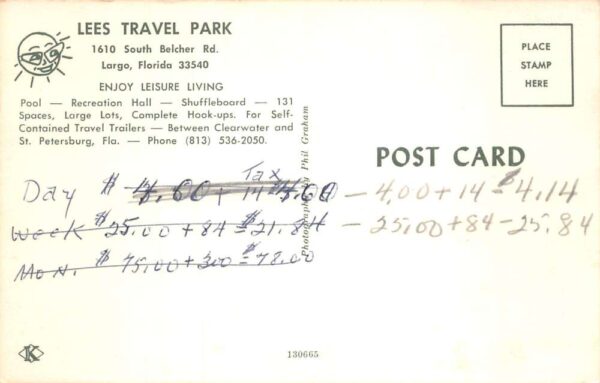 LEES TRAVEL PARK
1610 South Belcher Rd.
Largo, Florida 33540
ENJOY LEISURE LIVING
Pool — Recreation Hall — Shuffleboard — 131
Spaces, Large Lots, Complete Hook-ups. For Self-
Contained Travel Trailers — Between Clearwater and
St. Petersburg, Fla. — Phone (813) 536-2050.
PLACE
STAMP
HERE
Photography by Phil Graham
POST CARD
Tax
Day $ 4.00 + 14 — 4.00 + 14 = $4.14
Week $25.00 + 84 = $21.84 — 25.00 + 84 — 25.84
Mon. $75.00 + 300 = $78.00
K
130665